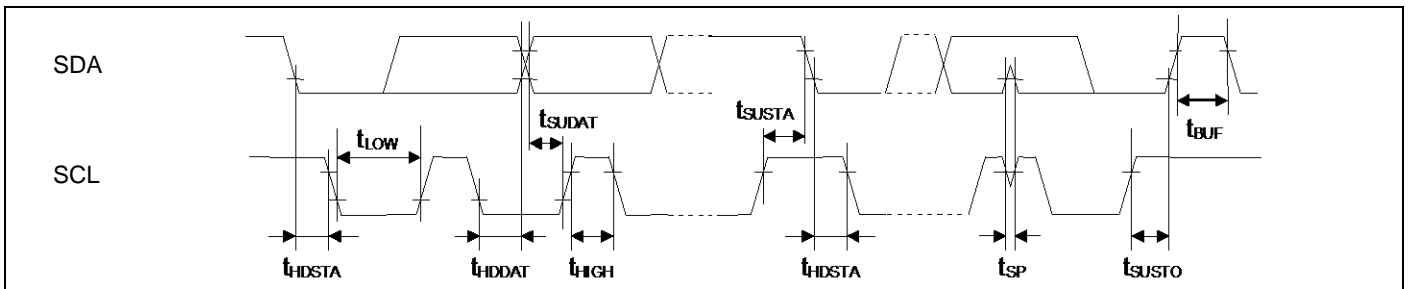 SDA
tSUDAT
tSUSTA
tBUF
tLOW
SCL
tHDSTA
tHDDAT
tHIGH
tHDSTA
tSP
tSUSTO